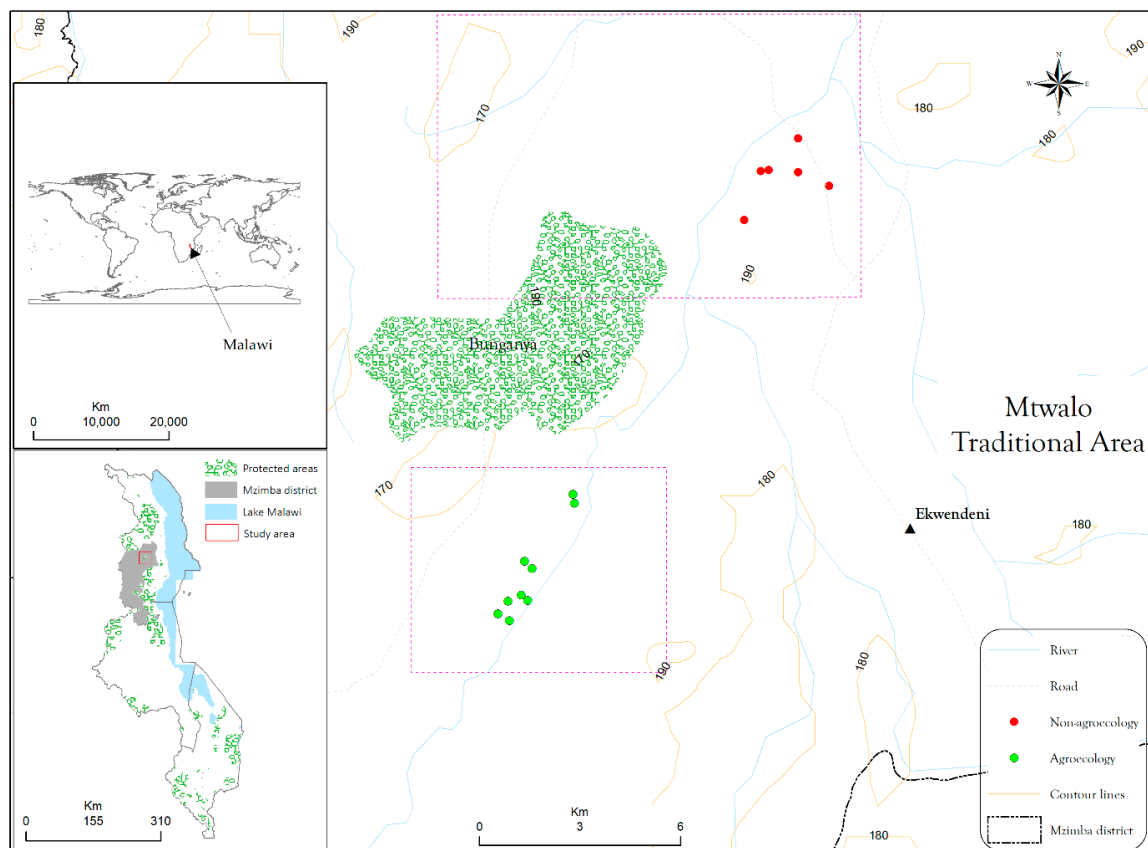 180
190
170
180
190
180
N
W
E
S
190
190
Bunganya
170
Malawi
Km
0
10,000
20,000
Mtwalo
Traditional Area
170
180
Ekwendeni
180
Protected areas
Mzimba district
Lake Malawi
Study area
190
180
River
Road
Non-agroecology
Agroecology
Contour lines
Mzimba district
Km
0
155
310
Km
0
3
6
180